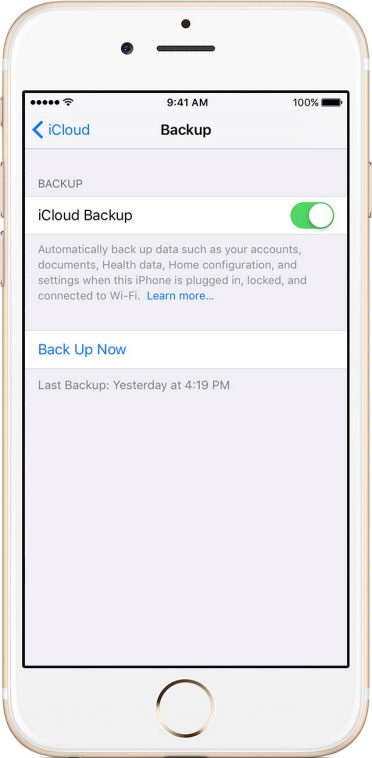 9:41 AM 100%
iCloud Backup
BACKUP
iCloud Backup
Automatically back up data such as your accounts,
documents, Health data, Home configuration, and
settings when this iPhone is plugged in, locked, and
connected to Wi-Fi. Learn more...
Back Up Now
Last Backup: Yesterday at 4:19 PM